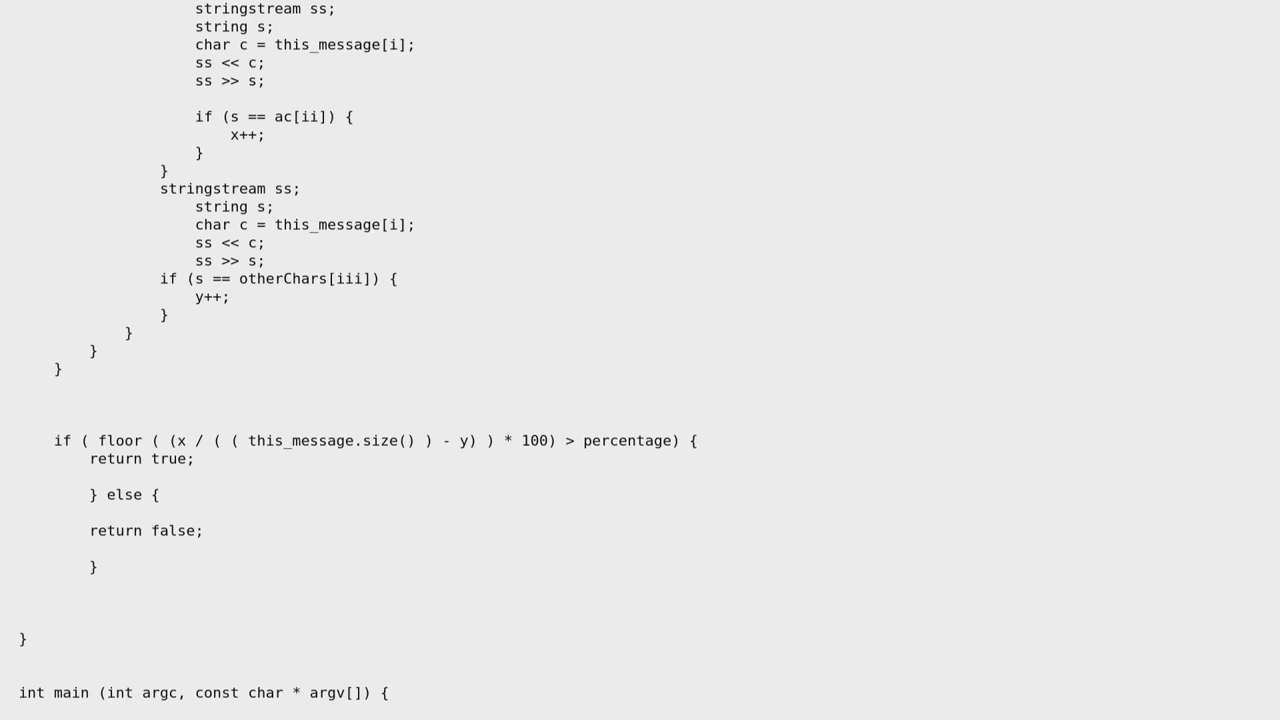 stringstream ss;
                    string s;
                    char c = this_message[i];
                    ss << c;
                    ss >> s;

                    if (s == ac[ii]) {
                        x++;
                    }
                }
                stringstream ss;
                    string s;
                    char c = this_message[i];
                    ss << c;
                    ss >> s;
                if (s == otherChars[iii]) {
                    y++;
                }
            }
        }
    }



    if ( floor ( (x / ( ( this_message.size() ) - y) ) * 100) > percentage) {
        return true;

        } else {

        return false;

        }



}


int main (int argc, const char * argv[]) {